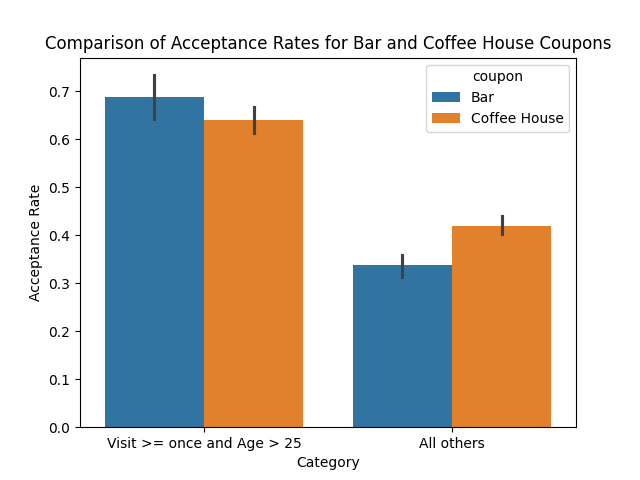 Comparison of Acceptance Rates for Bar and Coffee House Coupons
coupon
Bar
Coffee House
Acceptance Rate
0.7
0.6
0.5
0.4
0.3
0.2
0.1
0.0
Visit >= once and Age > 25
All others
Category